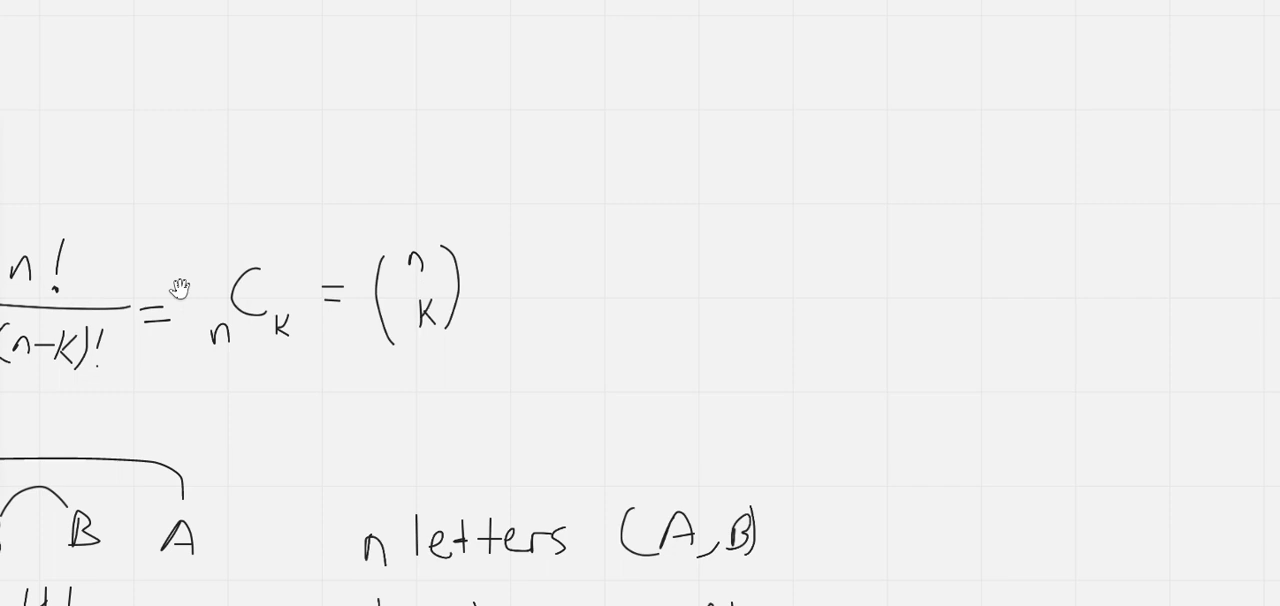 n!/(n-k)! = nCk = (n k)
B A n letters (A, B)